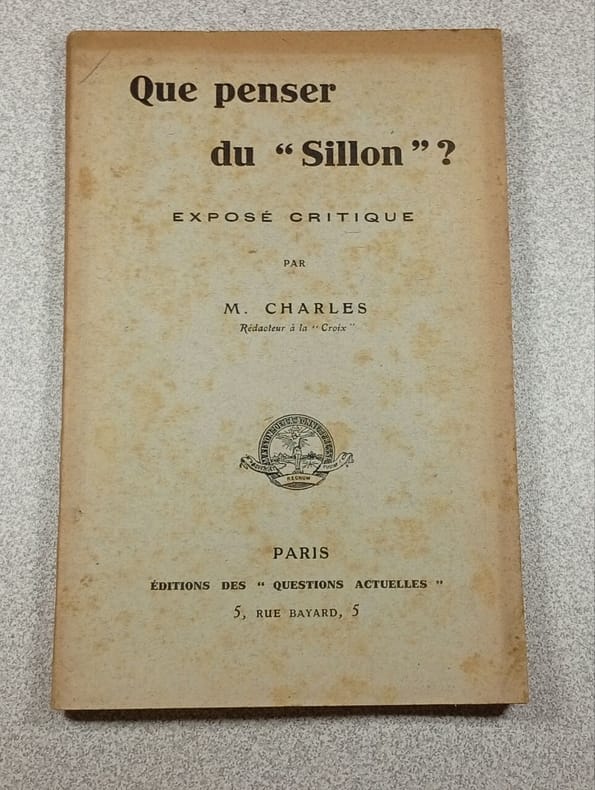 Que penser
du “Sillon” ?
EXPOSÉ CRITIQUE
PAR
M. CHARLES
Rédacteur à la “Croix”
REGNUM
PARIS
ÉDITIONS DES “ QUESTIONS ACTUELLES ”
5, RUE BAYARD, 5